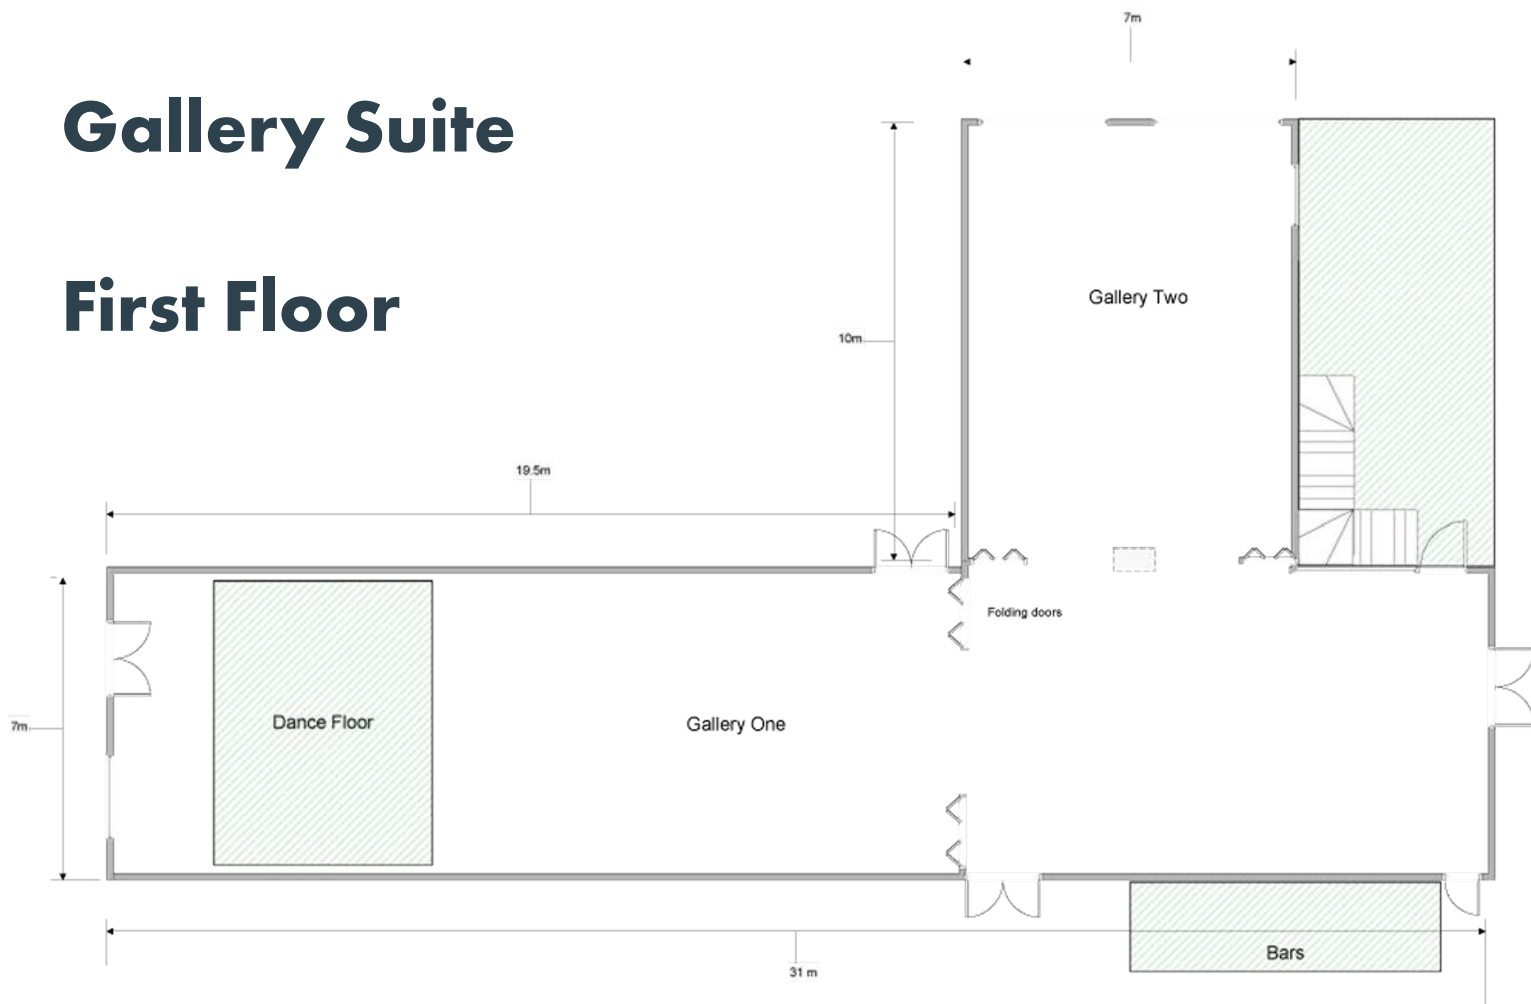 7m
Gallery Suite
First Floor
Gallery Two
10m
19.5m
Folding doors
7m
Dance Floor
Gallery One
Bars
31 m